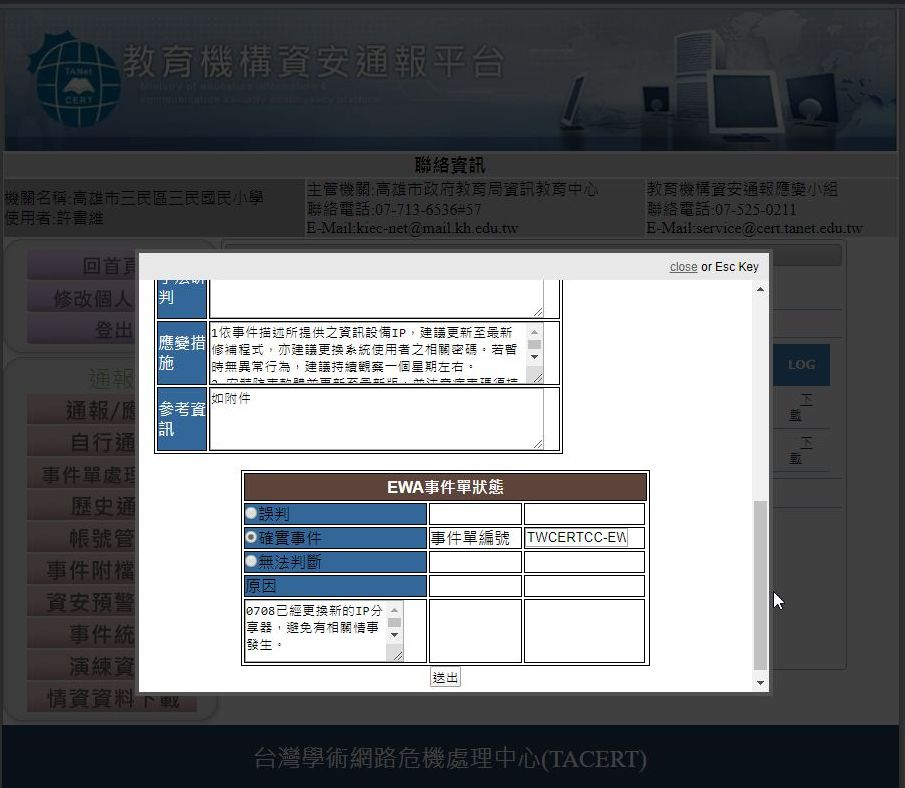 TANet
CERT
教育機構資安通報平台
Ministry of education information &
communication security contingency platform
聯絡資訊
機關名稱:高雄市三民區三民國民小學
使用者:許書維
主管機關:高雄市政府教育局資訊教育中心
聯絡電話:07-713-6536#57
E-Mail:kiec-net@mail.kh.edu.tw
教育機構資安通報應變小組
聯絡電話:07-525-0211
E-Mail:service@cert.tanet.edu.tw
回首頁
修改個人
登出
通報
通報/應
自行通
事件單處理
歷史通
帳號管
事件附檔
資安預警
事件統
演練資
情資資料下載
LOG
下
載
下
載
close or Esc Key
手法研
判
應變措
施
1依事件描述所提供之資訊設備IP，建議更新至最新
修補程式，亦建議更換系統使用者之相關密碼。若暫
時無異常行為，建議持續觀察一個星期左右。
參考資
訊
如附件
EWA事件單狀態
誤判
確實事件
事件單編號
TWCERTCC-EW
無法判斷
原因
0708已經更換新的IP分
享器，避免有相關情事
發生。
送出
台灣學術網路危機處理中心(TACERT)